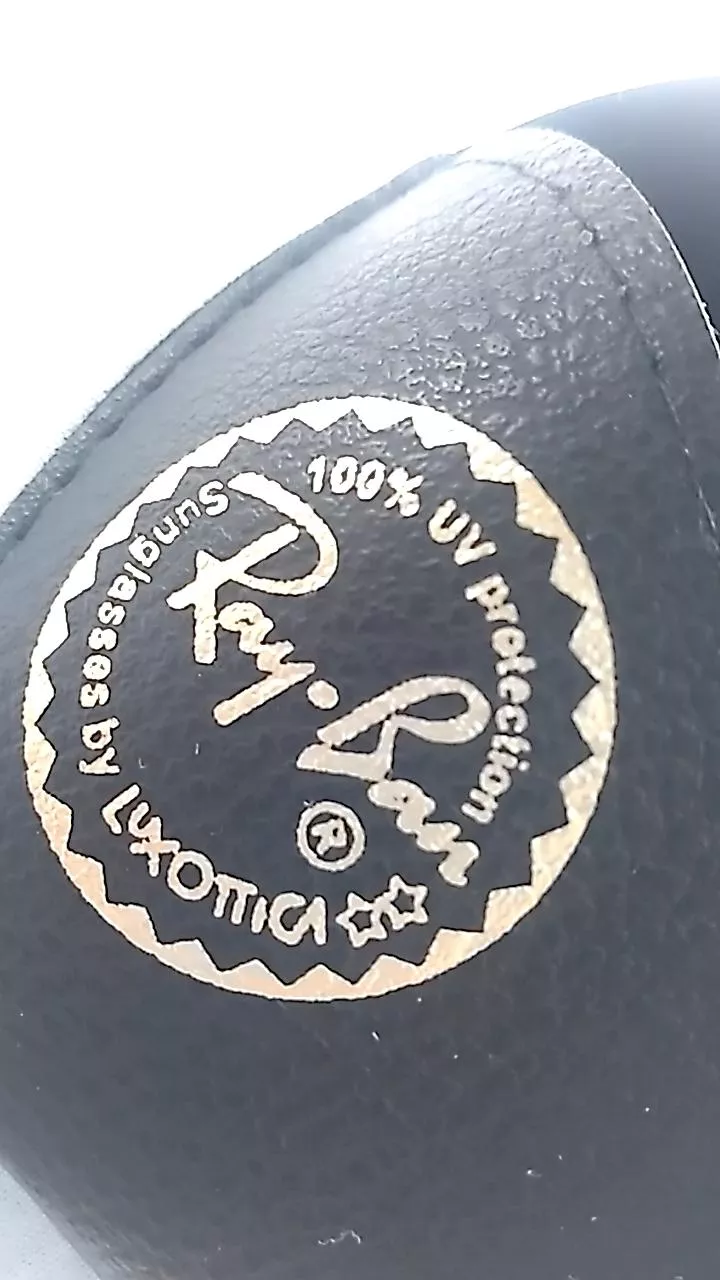 100% UV protection
Ray-Ban
®
Sunglasses by LUXOTTICA